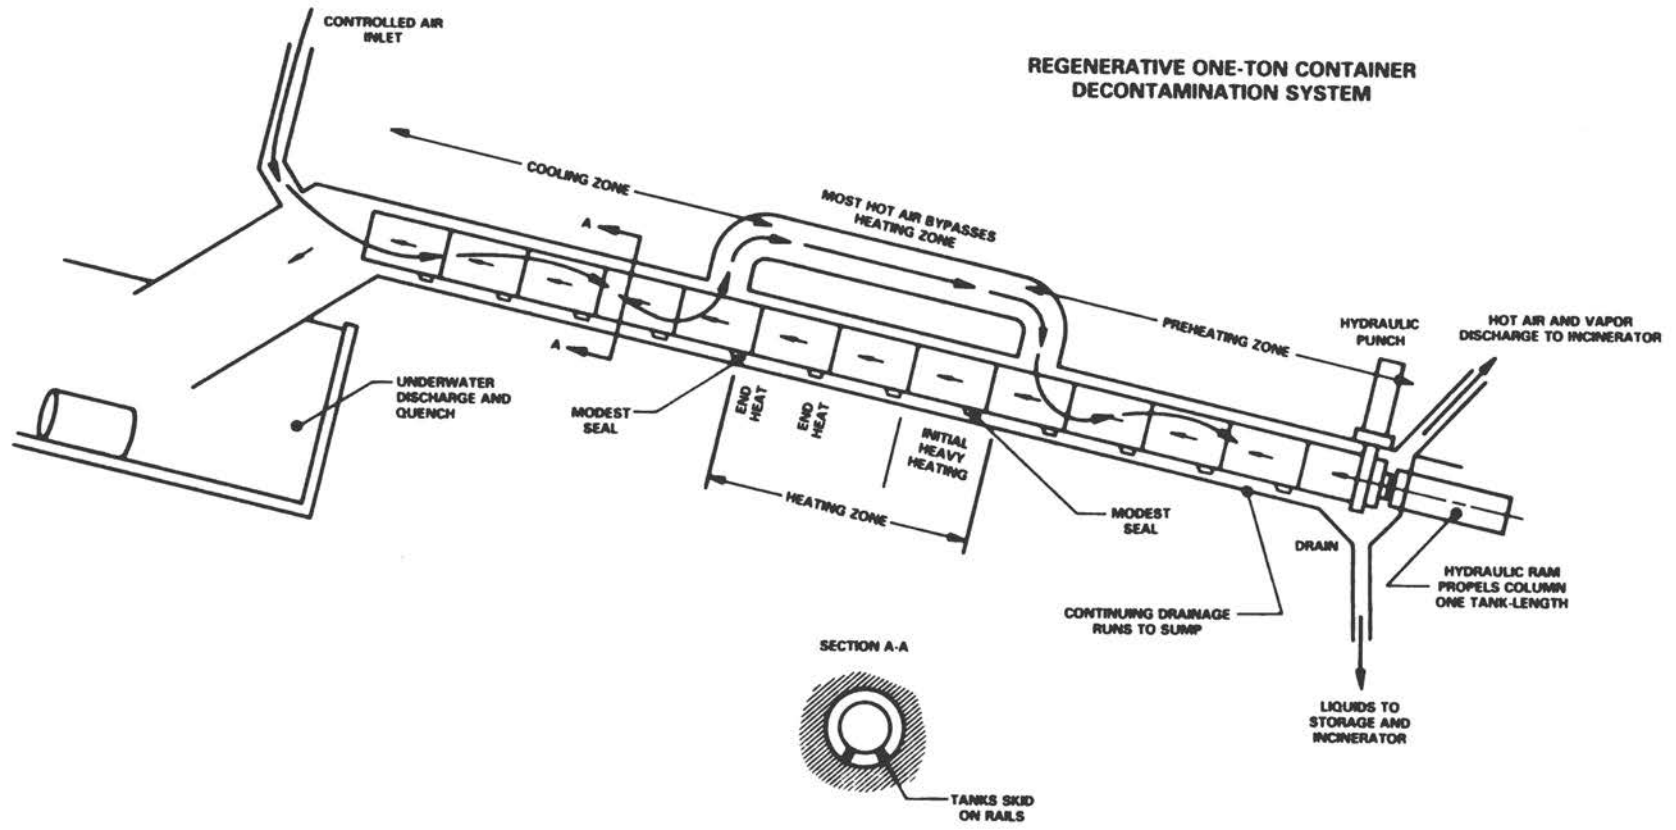 CONTROLLED AIR
INLET
REGENERATIVE ONE-TON CONTAINER
DECONTAMINATION SYSTEM
COOLING ZONE
MOST HOT AIR BYPASSES
HEATING ZONE
A
A
PREHEATING ZONE
HYDRAULIC
PUNCH
HOT AIR AND VAPOR
DISCHARGE TO INCINERATOR
UNDERWATER
DISCHARGE AND
QUENCH
MODEST
SEAL
END
HEAT
END
HEAT
INITIAL
HEAVY
HEATING
HEATING ZONE
MODEST
SEAL
DRAIN
HYDRAULIC RAM
PROPELS COLUMN
ONE TANK-LENGTH
CONTINUING DRAINAGE
RUNS TO SUMP
SECTION A-A
LIQUIDS TO
STORAGE AND
INCINERATOR
TANKS SKID
ON RAILS